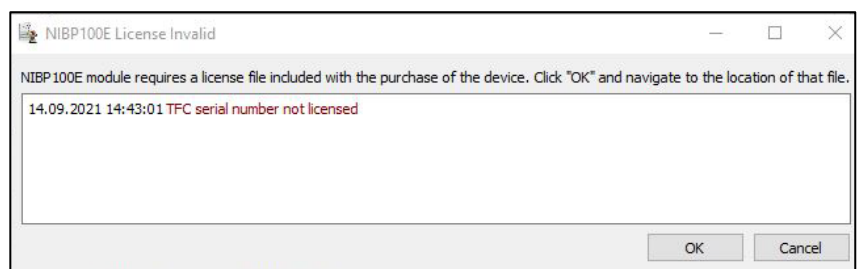 NIBP100E License Invalid
NIBP100E module requires a license file included with the purchase of the device. Click "OK" and navigate to the location of that file.
14.09.2021 14:43:01 TFC serial number not licensed
OK Cancel